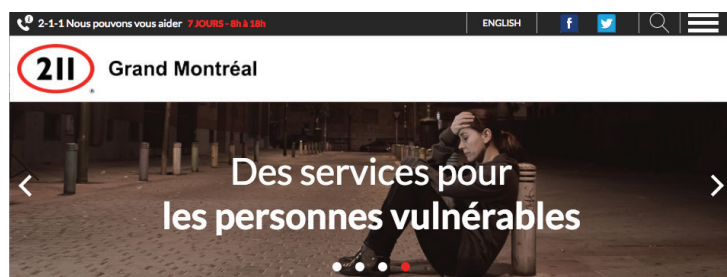 2-1-1 Nous pouvons vous aider 7 JOURS - 8h à 18h
ENGLISH
211
Grand Montréal
Des services pour
les personnes vulnérables